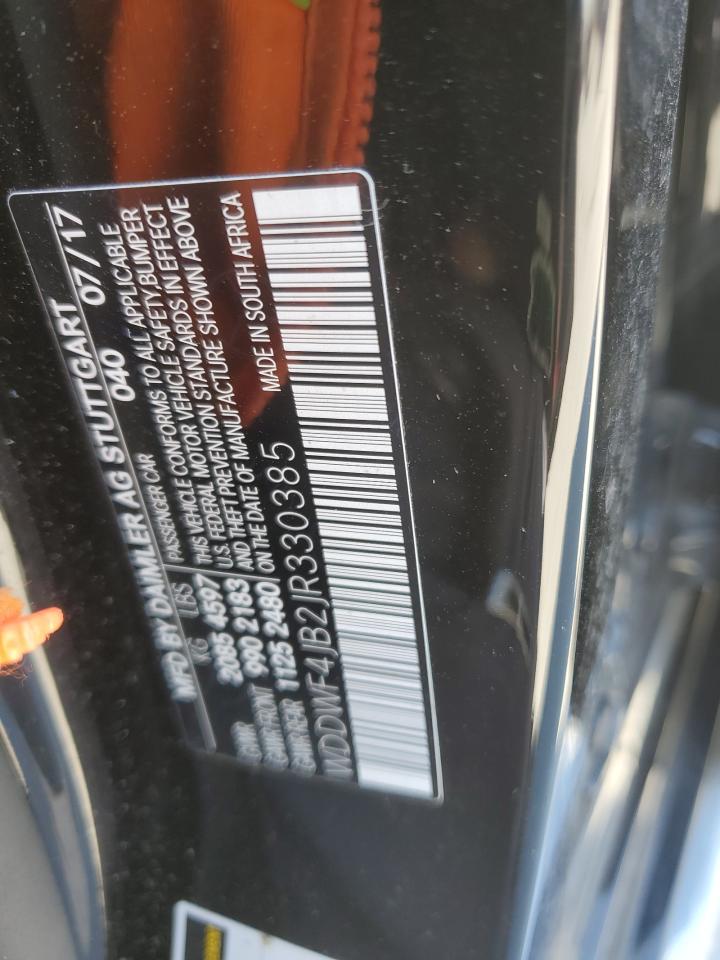 MFD BY DAIMLER AG STUTTGART
040 07/17
KG LBS
GVWR 2085 4597
GAWR FRONT 990 2183
GAWR REAR 1125 2480
PASSENGER CAR
THIS VEHICLE CONFORMS TO ALL APPLICABLE
U.S. FEDERAL MOTOR VEHICLE SAFETY, BUMPER
AND THEFT PREVENTION STANDARDS IN EFFECT
ON THE DATE OF MANUFACTURE SHOWN ABOVE
WDDWF4JB2JR330385
MADE IN SOUTH AFRICA